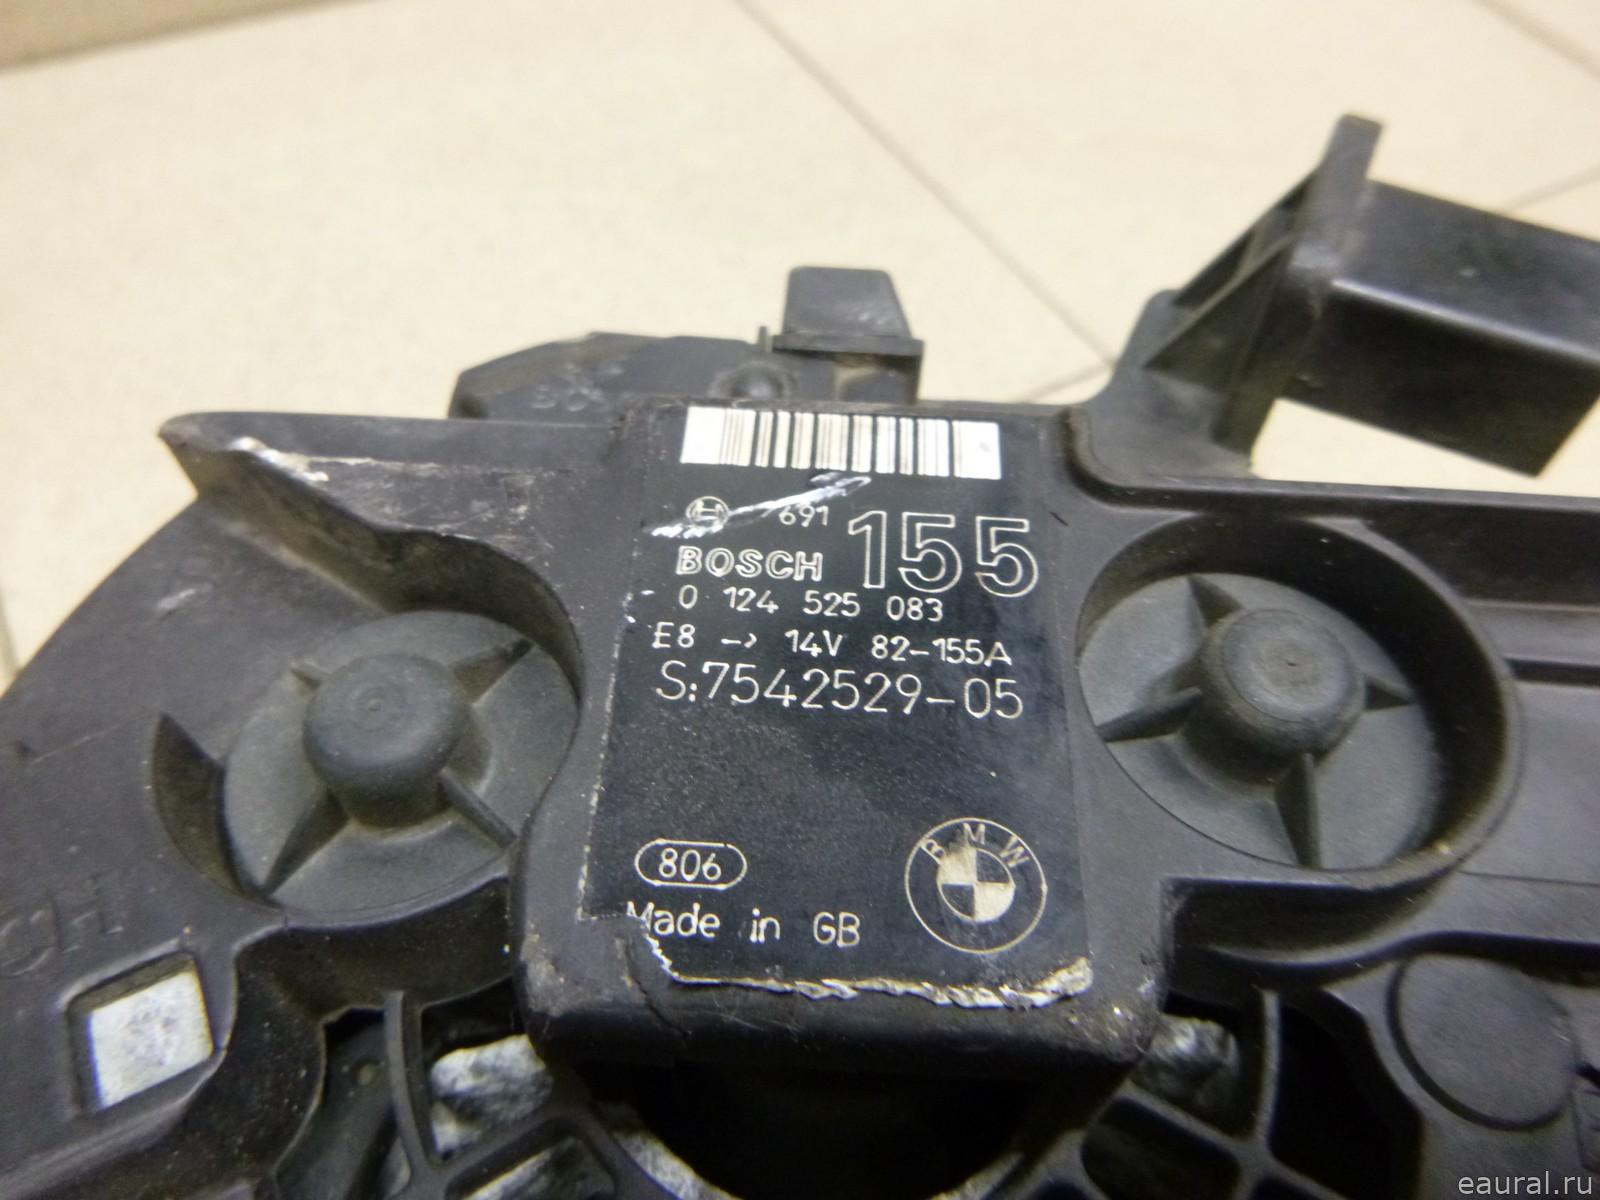 691
155
BOSCH
0 124 525 083
E8 -> 14V 82-155A
S:7542529-05
806
BMW
Made in GB
eaural.ru